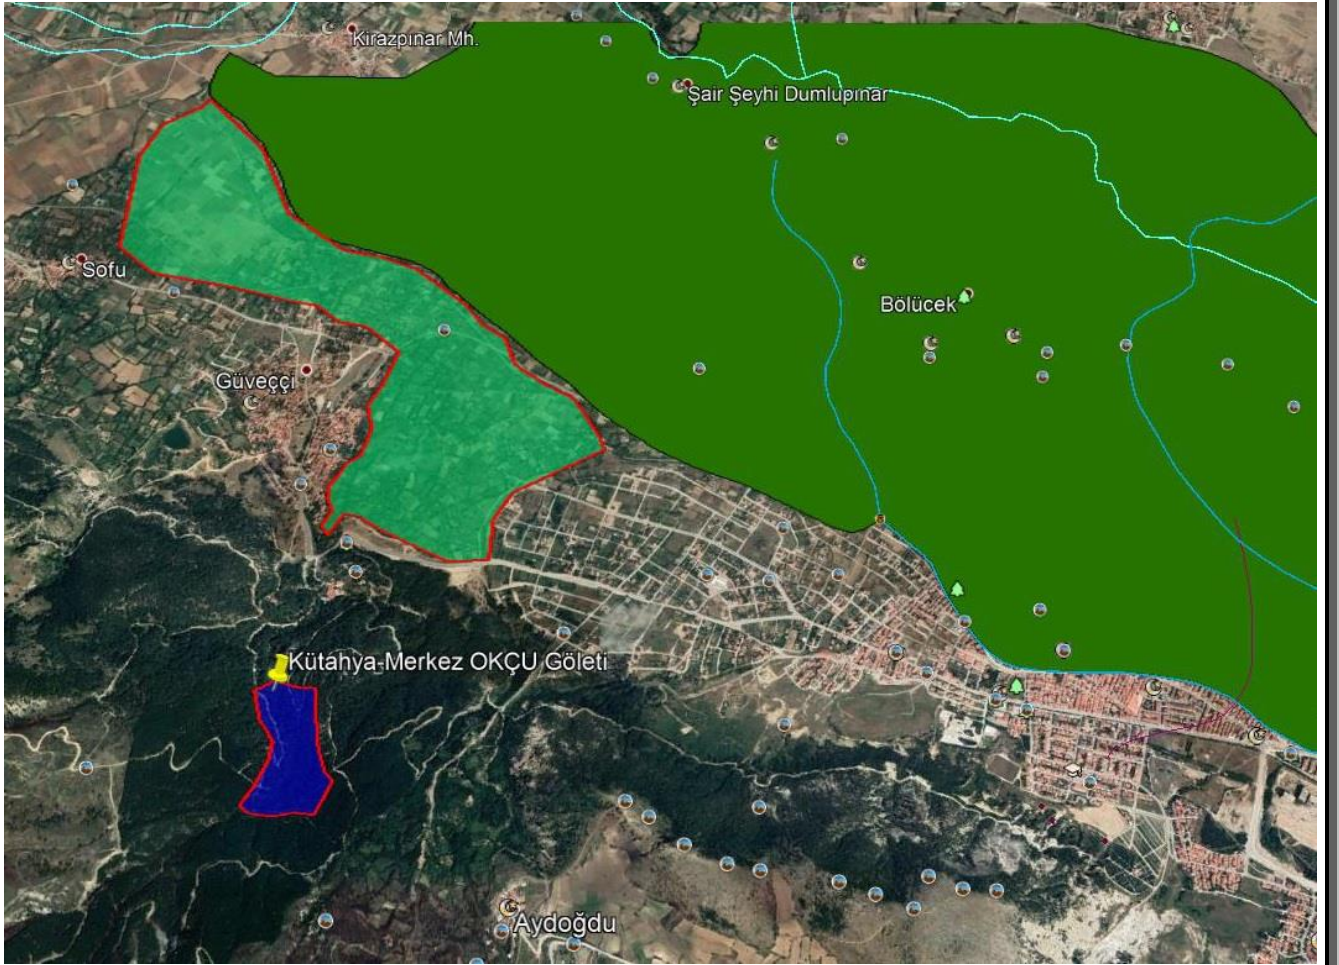 Kirazpınar Mh.
Şair Şeyhi Dumlupınar
Sofu
Bölücek
Güveççi
Kütahya-Merkez OKÇU Göleti
Aydoğdu